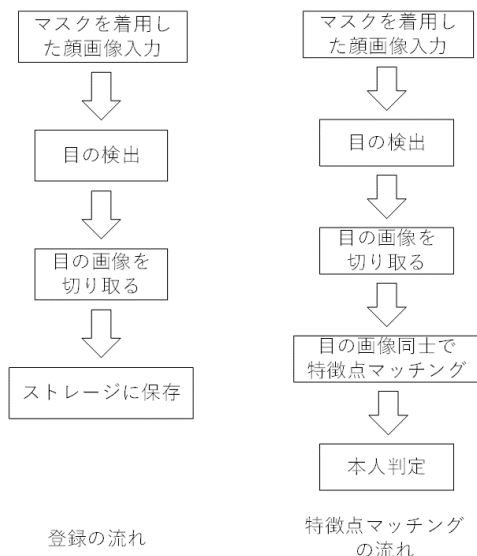 マスクを着用し
た顔画像入力
目の検出
目の画像を
切り取る
ストレージに保存
登録の流れ
マスクを着用し
た顔画像入力
目の検出
目の画像を
切り取る
目の画像同士で
特徴点マッチング
本人判定
特徴点マッチング
の流れ